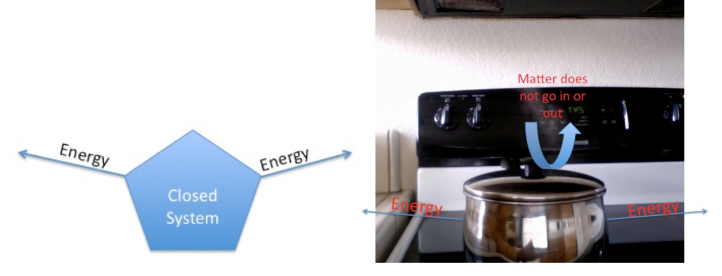 Energy
Energy
Closed
System
Matter does
not go in or
out
Energy
Energy